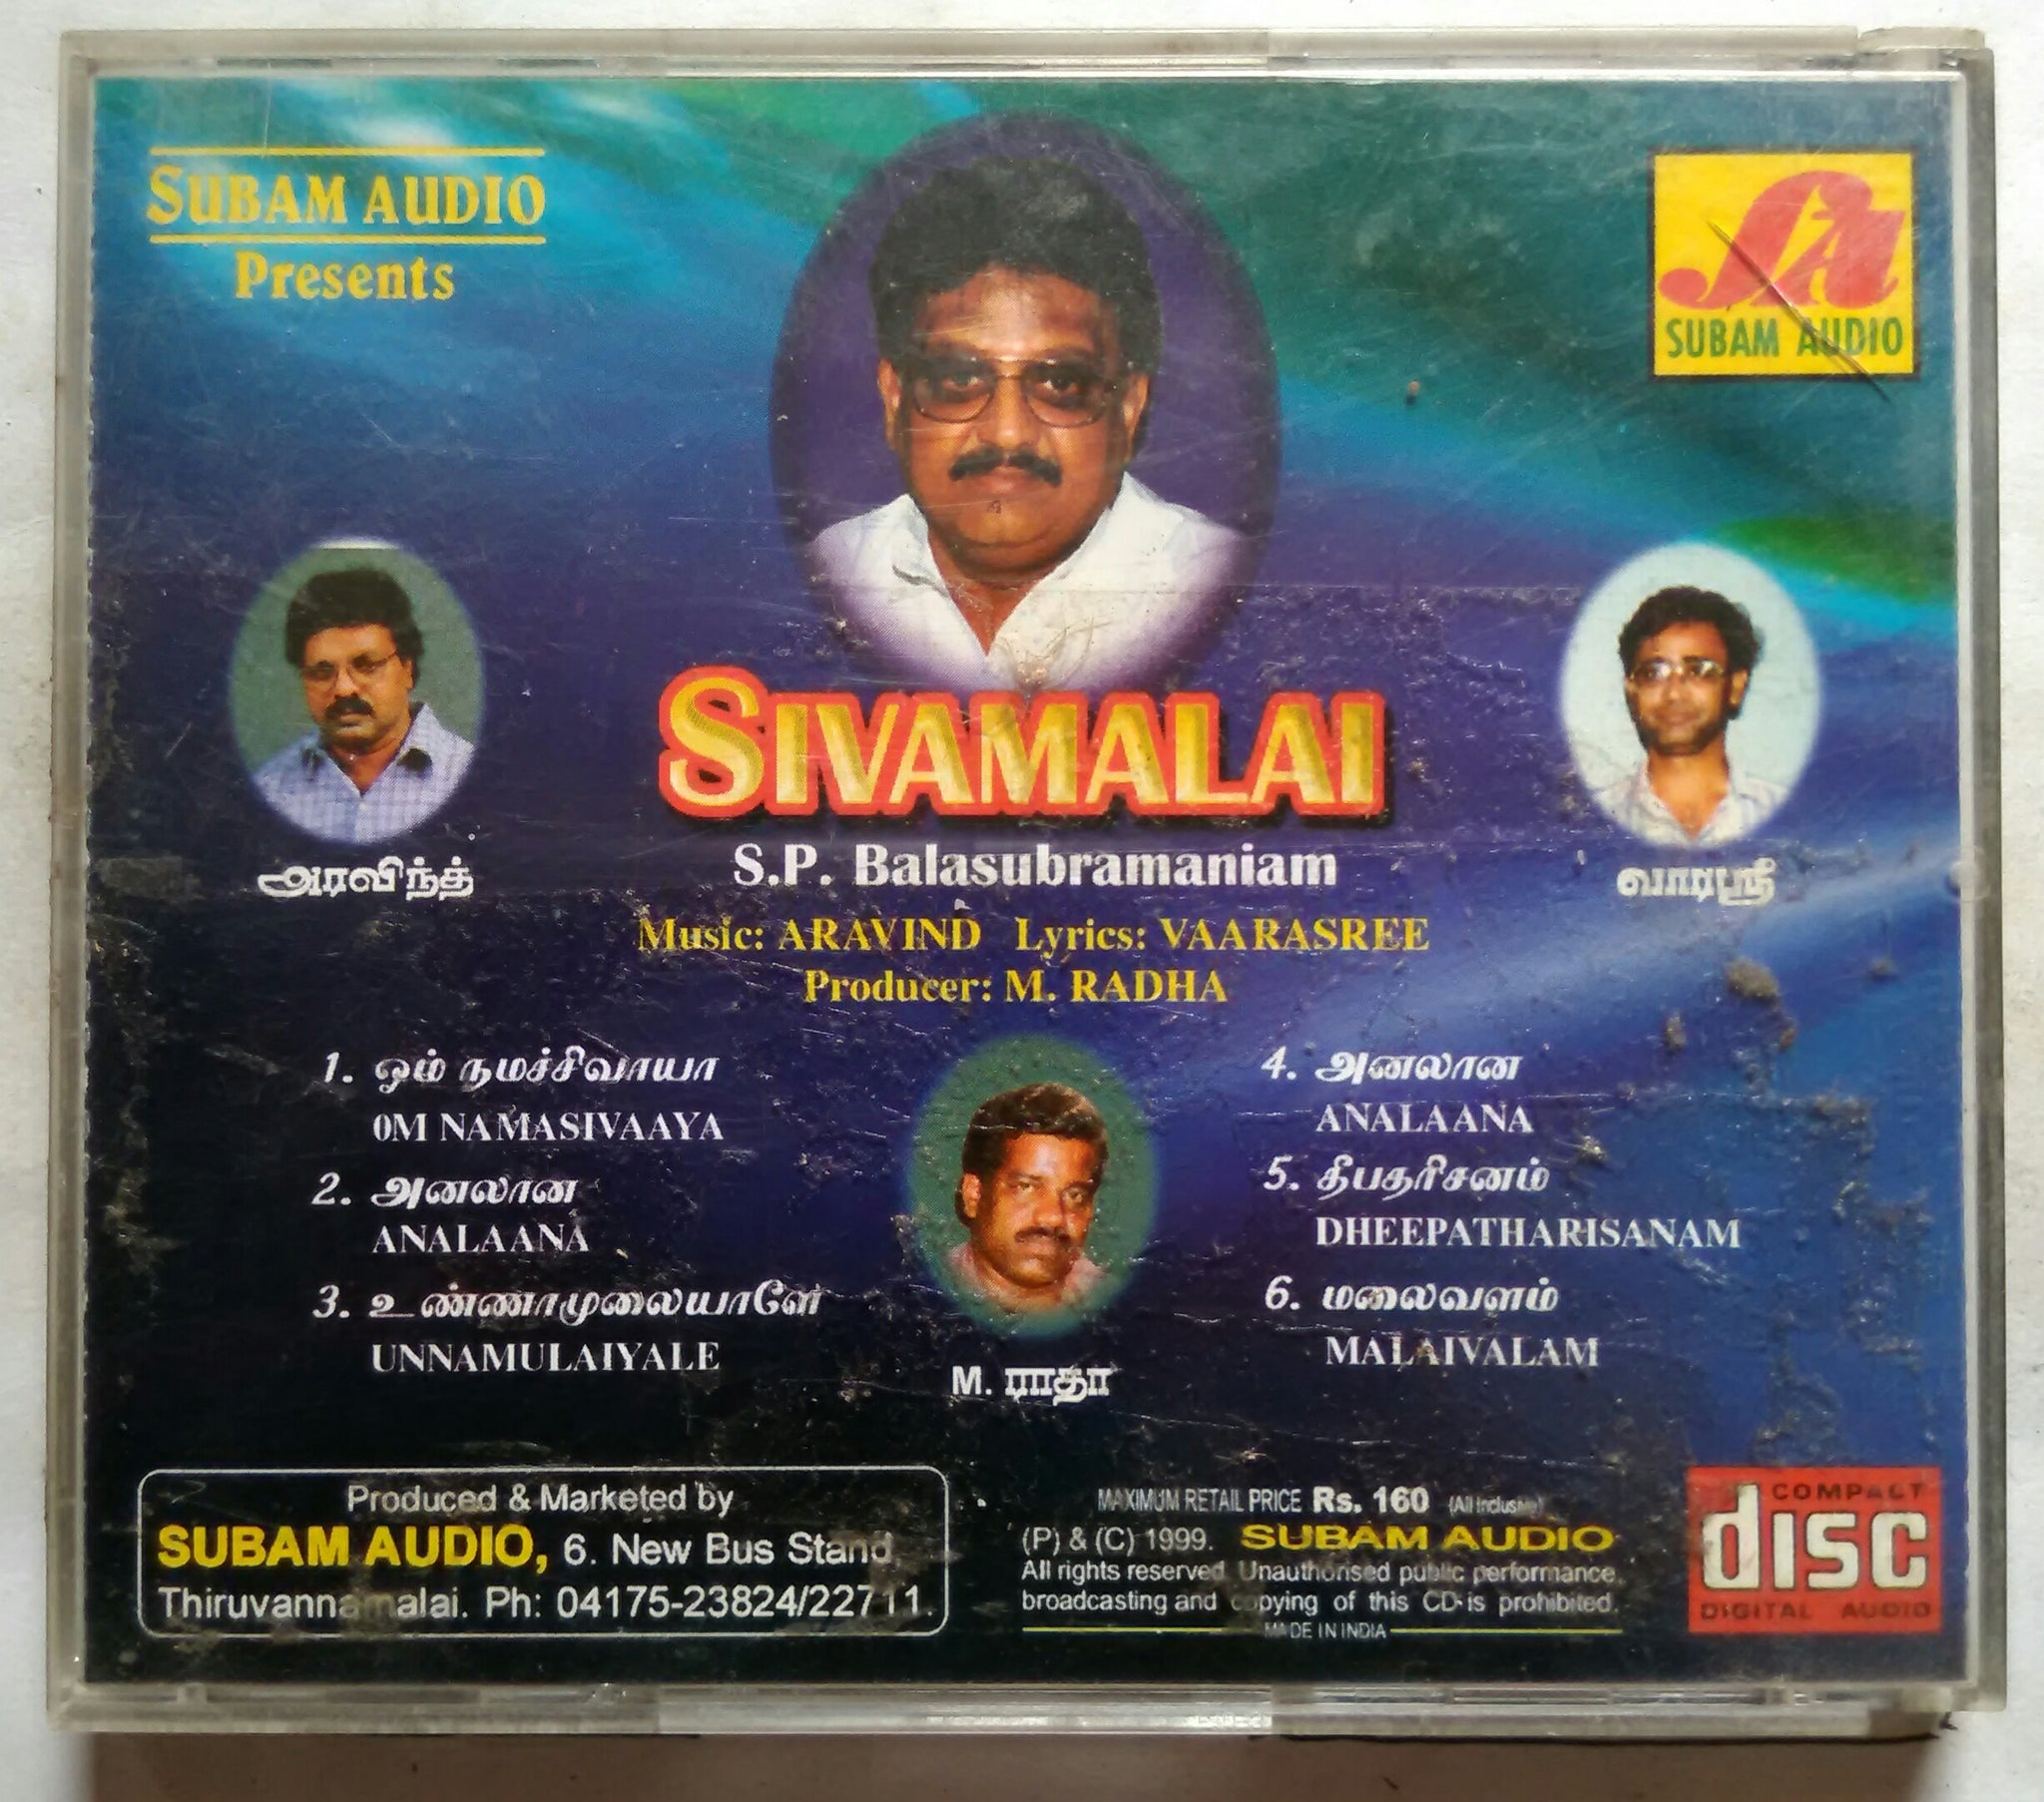 SUBAM AUDIO
Presents
SA
SUBAM AUDIO
SIVAMALAI
அரவிந்த்
S.P. Balasubramaniam
வாரஸ்ரீ
Music: ARAVIND Lyrics: VAARASREE
Producer: M. RADHA
1. ஓம் நமச்சிவாயா
0M NAMASIVAAYA
2. அனலான
ANALAANA
3. உண்ணாமுலையாளே
UNNAMULAIYALE
M. ராதா
4. அனலான
ANALAANA
5. தீபதரிசனம்
DHEEPATHARISANAM
6. மலைவளம்
MALAIVALAM
Produced & Marketed by
SUBAM AUDIO, 6. New Bus Stand,
Thiruvannamalai. Ph: 04175-23824/22711.
MAXIMUM RETAIL PRICE Rs. 160 (All Inclusive)
(P) & (C) 1999. SUBAM AUDIO
All rights reserved. Unauthorised public performance,
broadcasting and copying of this CD is prohibited.
MADE IN INDIA
COMPACT
disc
DIGITAL AUDIO